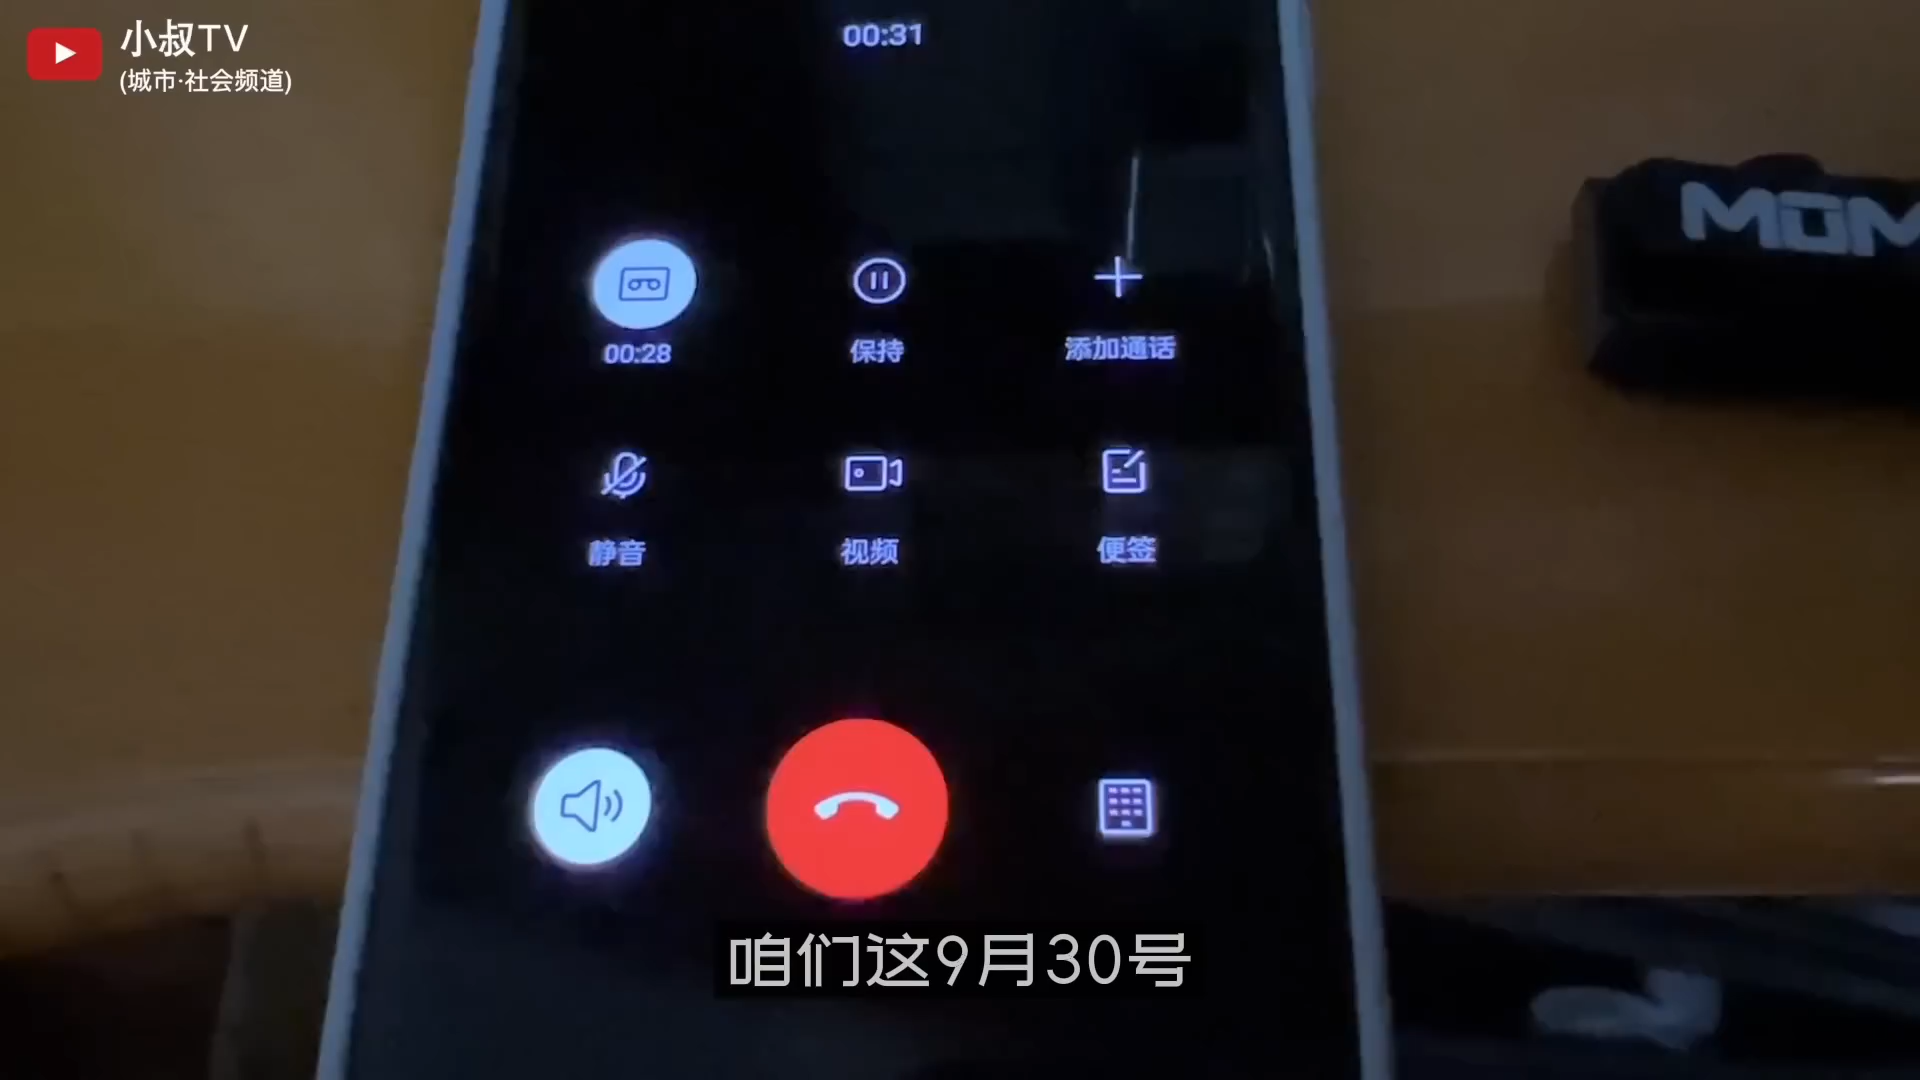 小叔TV
(城市·社会频道)
00:31
00:28
保持
添加通话
静音
视频
便签
咱们这9月30号